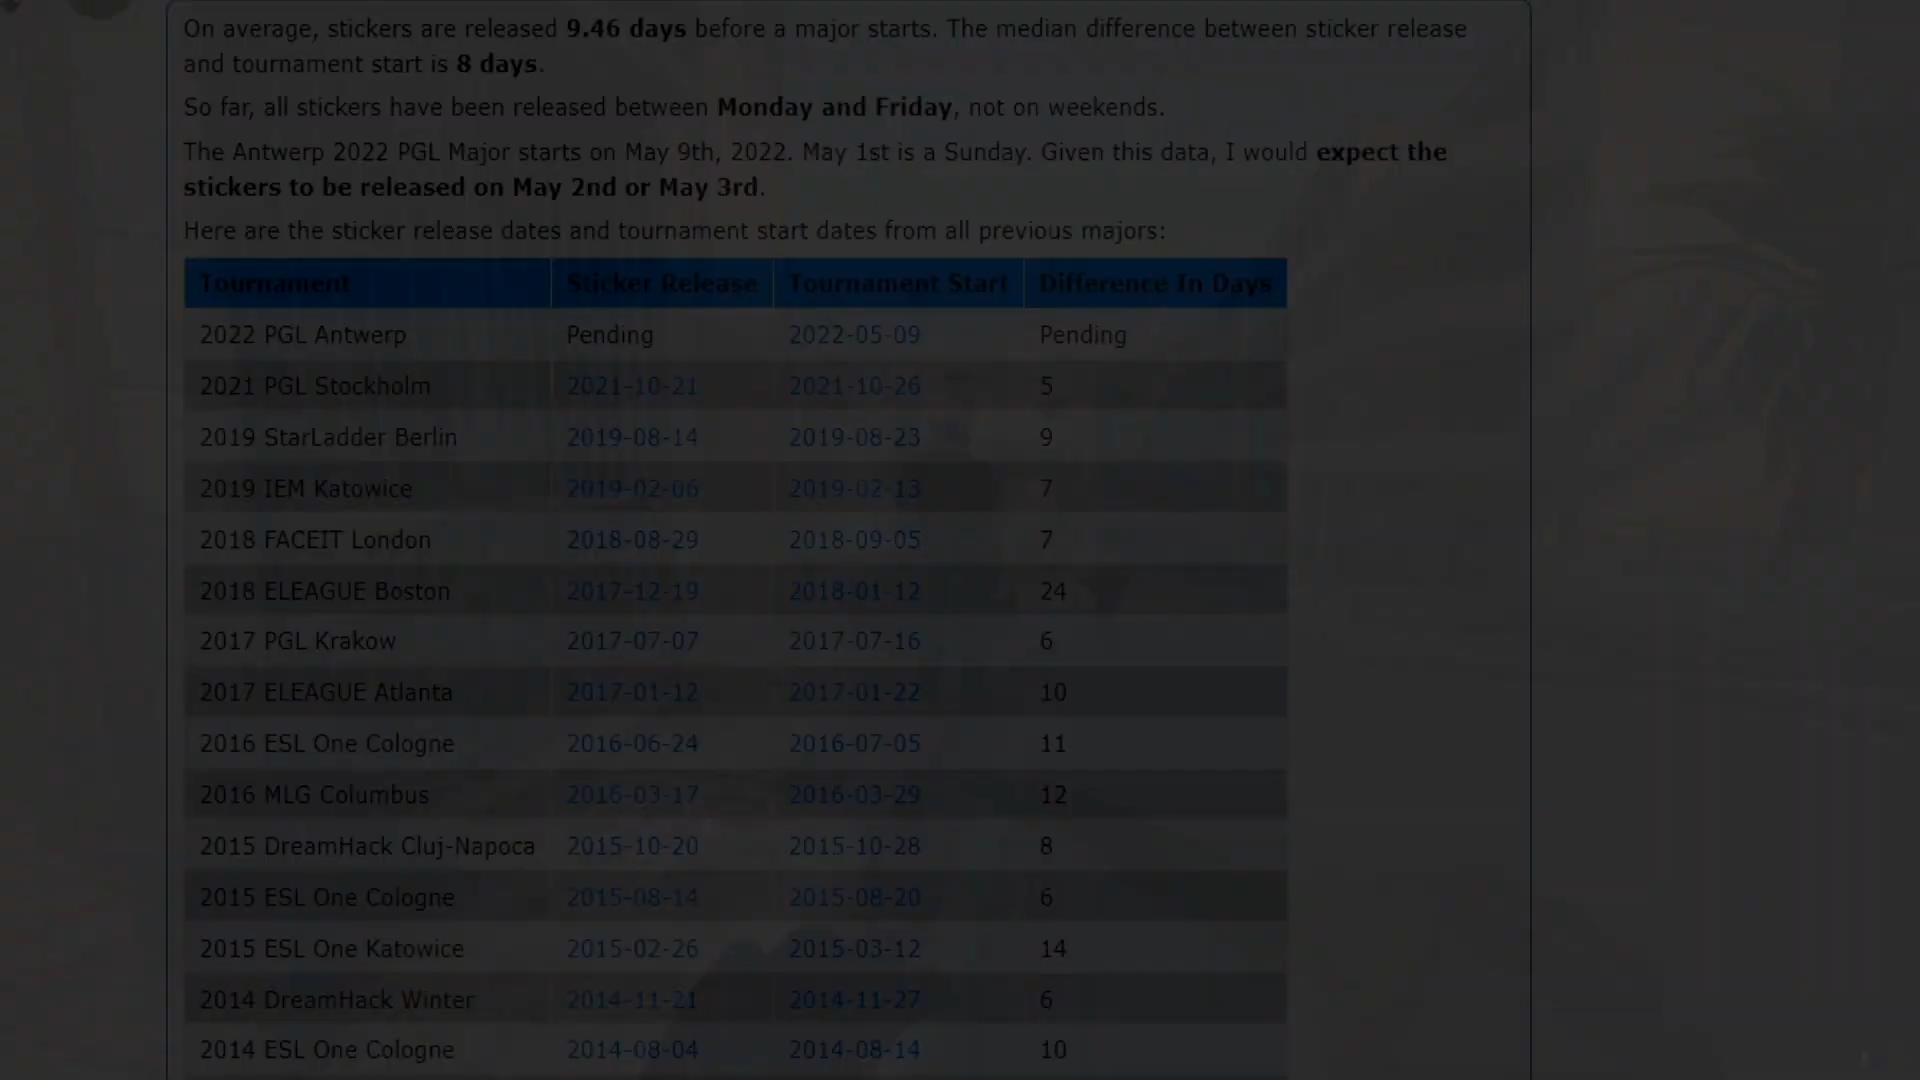 On average, stickers are released 9.46 days before a major starts. The median difference between sticker release
and tournament start is 8 days.
So far, all stickers have been released between Monday and Friday, not on weekends.
The Antwerp 2022 PGL Major starts on May 9th, 2022. May 1st is a Sunday. Given this data, I would expect the
stickers to be released on May 2nd or May 3rd.
Here are the sticker release dates and tournament start dates from all previous majors:
Tournament Sticker Release Tournament Start Difference In Days
2022 PGL Antwerp Pending 2022-05-09 Pending
2021 PGL Stockholm 2021-10-21 2021-10-26 5
2019 StarLadder Berlin 2019-08-14 2019-08-23 9
2019 IEM Katowice 2019-02-06 2019-02-13 7
2018 FACEIT London 2018-08-29 2018-09-05 7
2018 ELEAGUE Boston 2017-12-19 2018-01-12 24
2017 PGL Krakow 2017-07-07 2017-07-16 6
2017 ELEAGUE Atlanta 2017-01-12 2017-01-22 10
2016 ESL One Cologne 2016-06-24 2016-07-05 11
2016 MLG Columbus 2016-03-17 2016-03-29 12
2015 DreamHack Cluj-Napoca 2015-10-20 2015-10-28 8
2015 ESL One Cologne 2015-08-14 2015-08-20 6
2015 ESL One Katowice 2015-02-26 2015-03-12 14
2014 DreamHack Winter 2014-11-21 2014-11-27 6
2014 ESL One Cologne 2014-08-04 2014-08-14 10